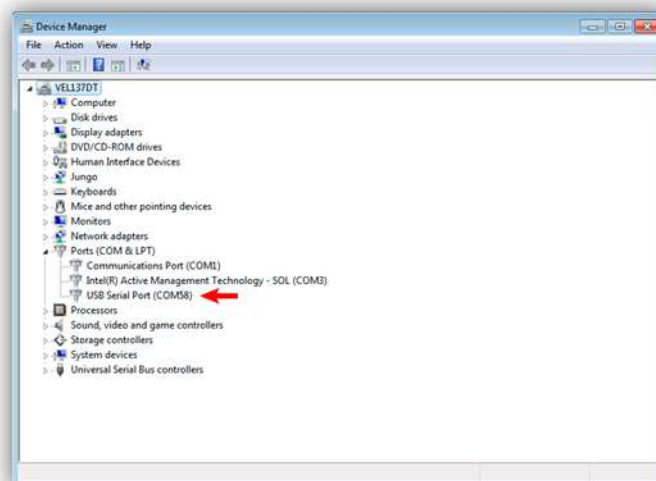 Device Manager
File Action View Help
VEL137DT
Computer
Disk drives
Display adapters
DVD/CD-ROM drives
Human Interface Devices
Jungo
Keyboards
Mice and other pointing devices
Monitors
Network adapters
Ports (COM & LPT)
Communications Port (COM1)
Intel(R) Active Management Technology - SOL (COM3)
USB Serial Port (COM58)
Processors
Sound, video and game controllers
Storage controllers
System devices
Universal Serial Bus controllers